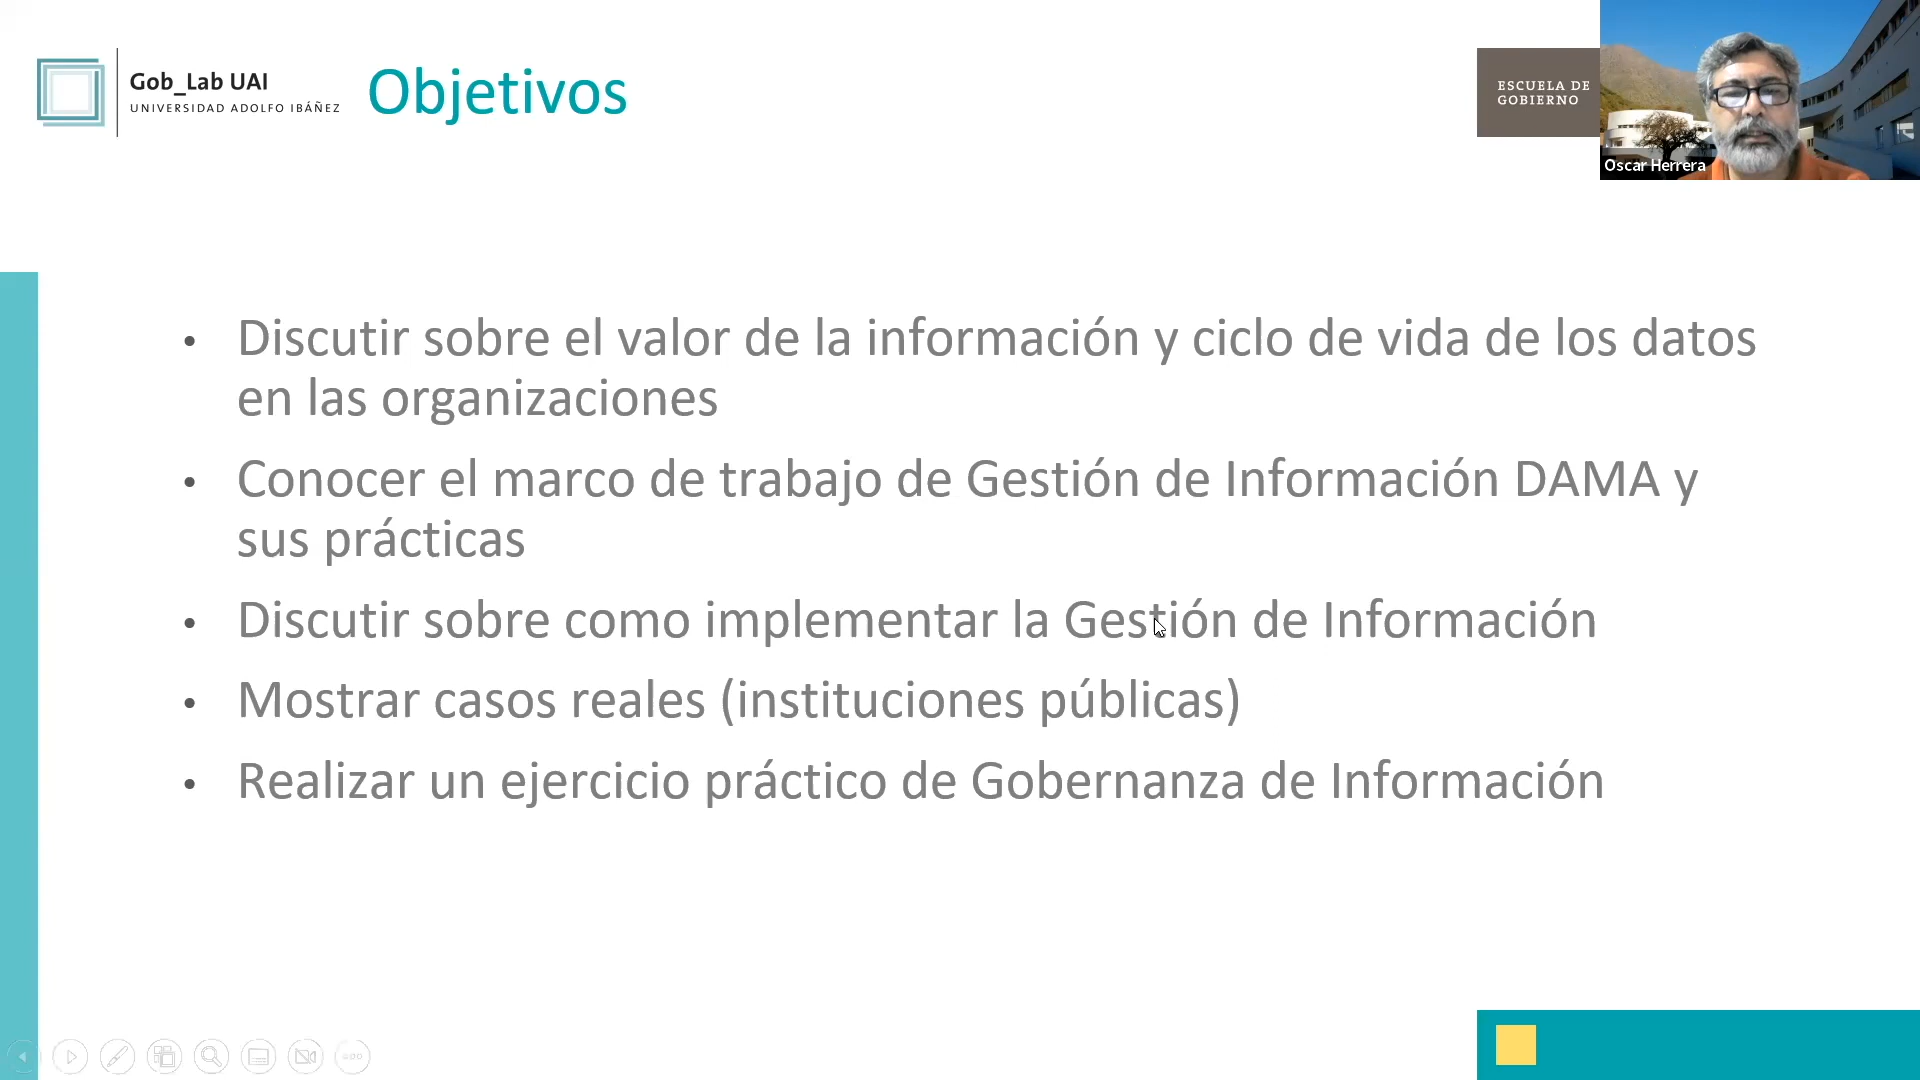 Gob_Lab UAI
UNIVERSIDAD ADOLFO IBÁÑEZ
Objetivos
ESCUELA DE
GOBIERNO
Oscar Herrera
• Discutir sobre el valor de la información y ciclo de vida de los datos
en las organizaciones
• Conocer el marco de trabajo de Gestión de Información DAMA y
sus prácticas
• Discutir sobre como implementar la Gestión de Información
• Mostrar casos reales (instituciones públicas)
• Realizar un ejercicio práctico de Gobernanza de Información